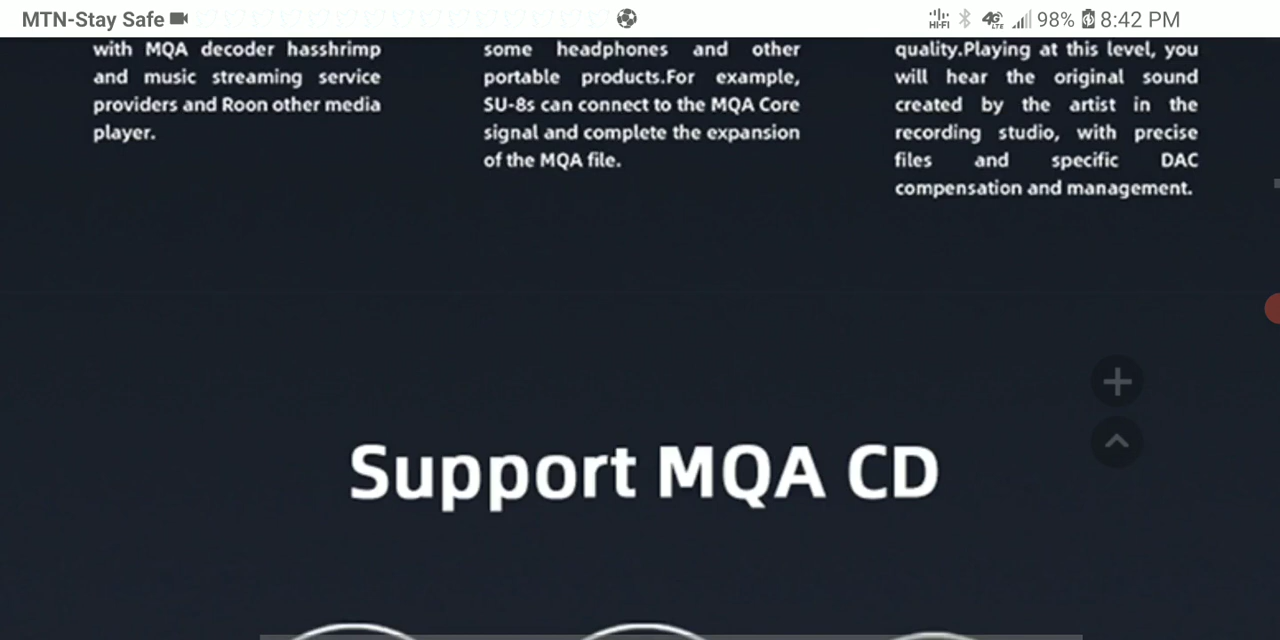 MTN-Stay Safe
HI-FI 4G LTE 98% 8:42 PM
with MQA decoder hasshrimp
and music streaming service
providers and Roon other media
player.
some headphones and other
portable products.For example,
SU-8s can connect to the MQA Core
signal and complete the expansion
of the MQA file.
quality.Playing at this level, you
will hear the original sound
created by the artist in the
recording studio, with precise
files and specific DAC
compensation and management.
Support MQA CD